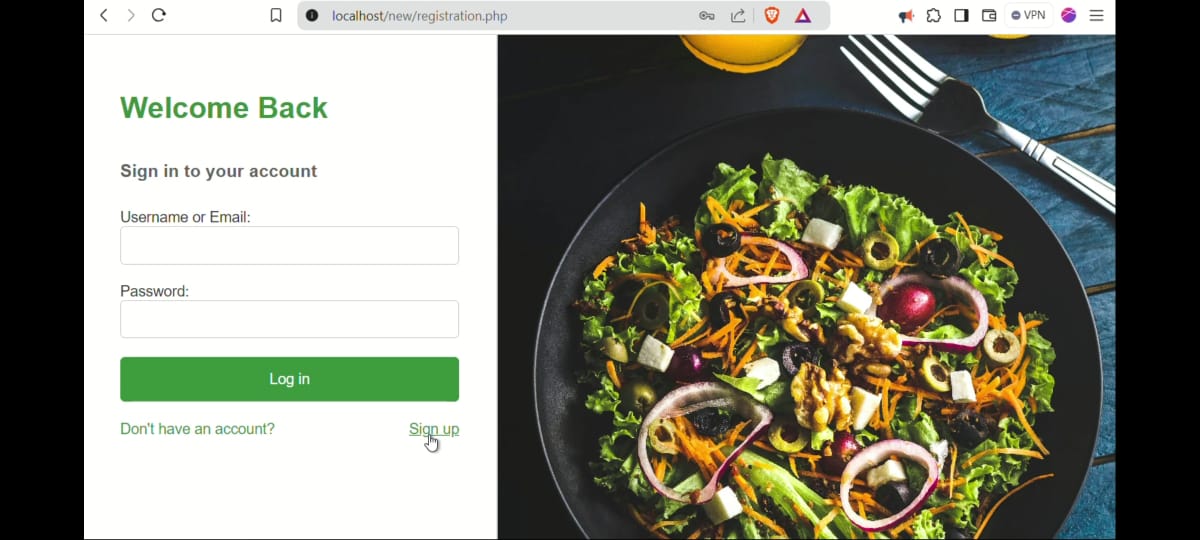 localhost/new/registration.php
VPN
Welcome Back
Sign in to your account
Username or Email:
Password:
Log in
Don't have an account?
Sign up